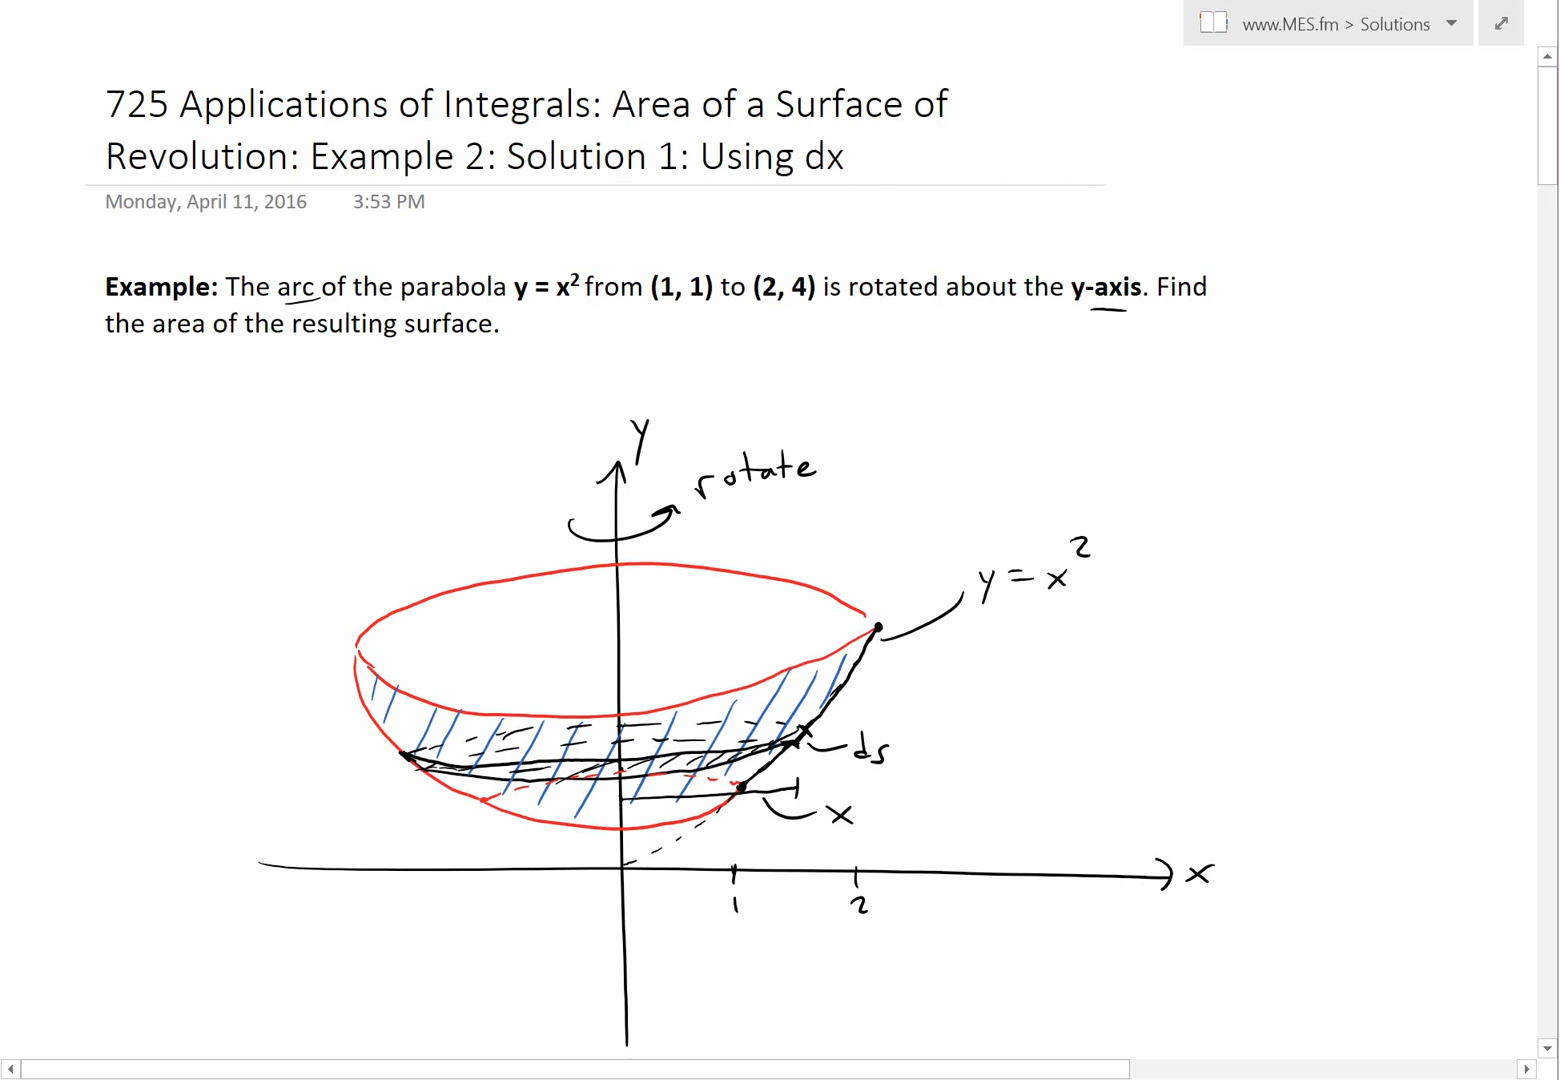 www.MES.fm > Solutions
725 Applications of Integrals: Area of a Surface of
Revolution: Example 2: Solution 1: Using dx
Monday, April 11, 2016 3:53 PM
Example: The arc of the parabola y = x² from (1, 1) to (2, 4) is rotated about the y-axis. Find
the area of the resulting surface.
y
rotate
y = x²
ds
x
x
1 2